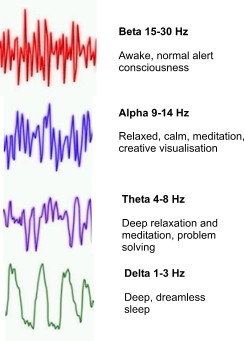 Beta 15-30 Hz
Awake, normal alert
consciousness
Alpha 9-14 Hz
Relaxed, calm, meditation,
creative visualisation
Theta 4-8 Hz
Deep relaxation and
meditation, problem
solving
Delta 1-3 Hz
Deep, dreamless
sleep